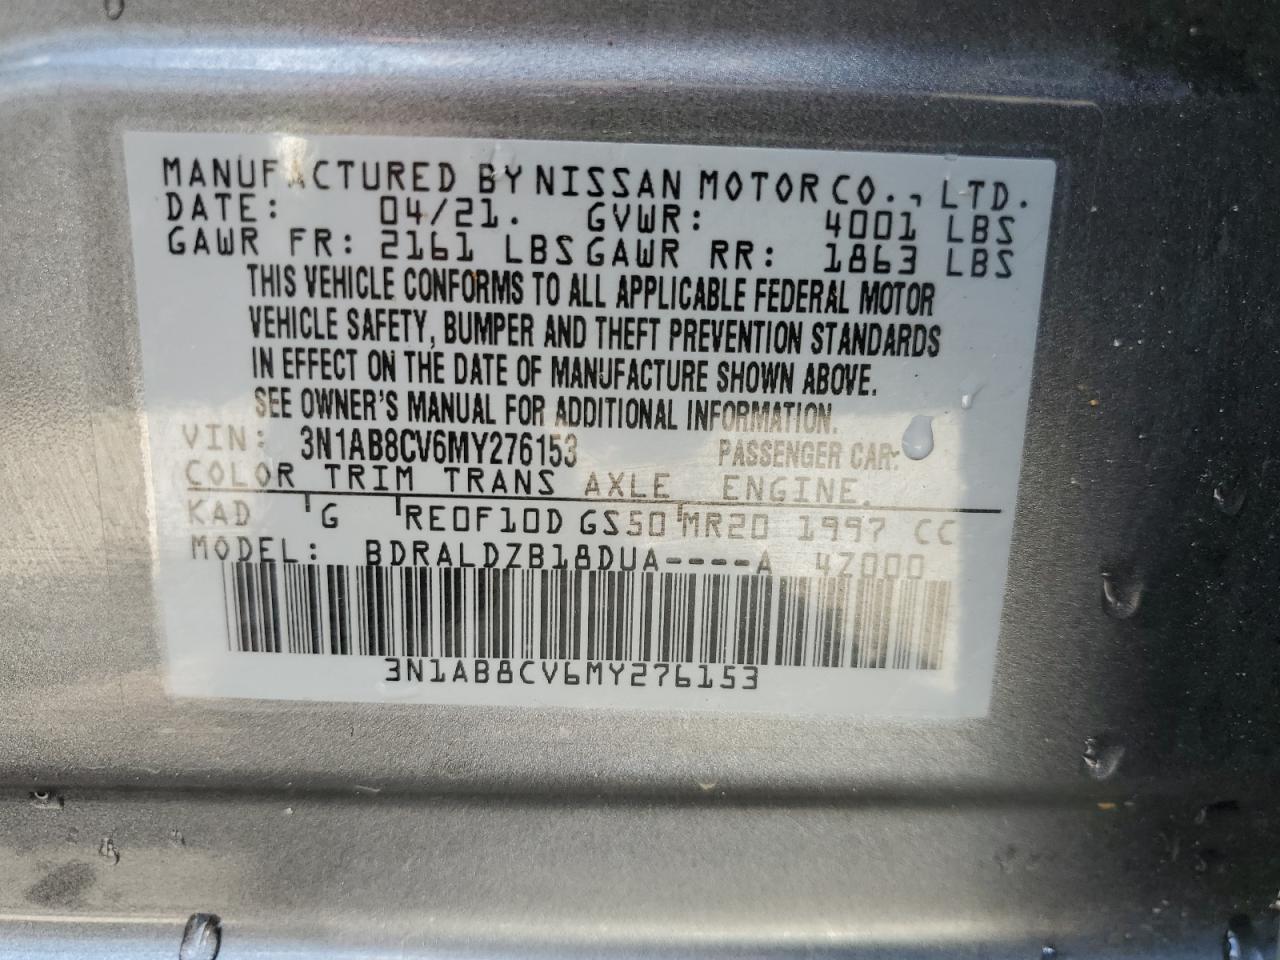 MANUFACTURED BY NISSAN MOTOR CO., LTD.
DATE: 04/21. GVWR: 4001 LBS
GAWR FR: 2161 LBS GAWR RR: 1863 LBS
THIS VEHICLE CONFORMS TO ALL APPLICABLE FEDERAL MOTOR
VEHICLE SAFETY, BUMPER AND THEFT PREVENTION STANDARDS
IN EFFECT ON THE DATE OF MANUFACTURE SHOWN ABOVE.
SEE OWNER'S MANUAL FOR ADDITIONAL INFORMATION.
VIN: 3N1AB8CV6MY276153 PASSENGER CAR:
COLOR TRIM TRANS AXLE ENGINE.
KAD G RE0F10D GS50 MR20 1997 CC
MODEL: BDRALDZB18DUA----A 4Z000
3N1AB8CV6MY276153